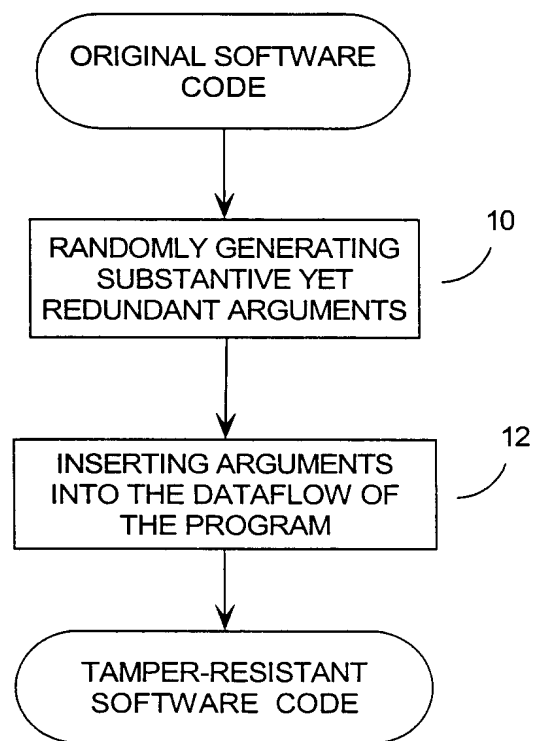 ORIGINAL SOFTWARE
CODE
10
RANDOMLY GENERATING
SUBSTANTIVE YET
REDUNDANT ARGUMENTS
12
INSERTING ARGUMENTS
INTO THE DATAFLOW OF
THE PROGRAM
TAMPER-RESISTANT
SOFTWARE CODE